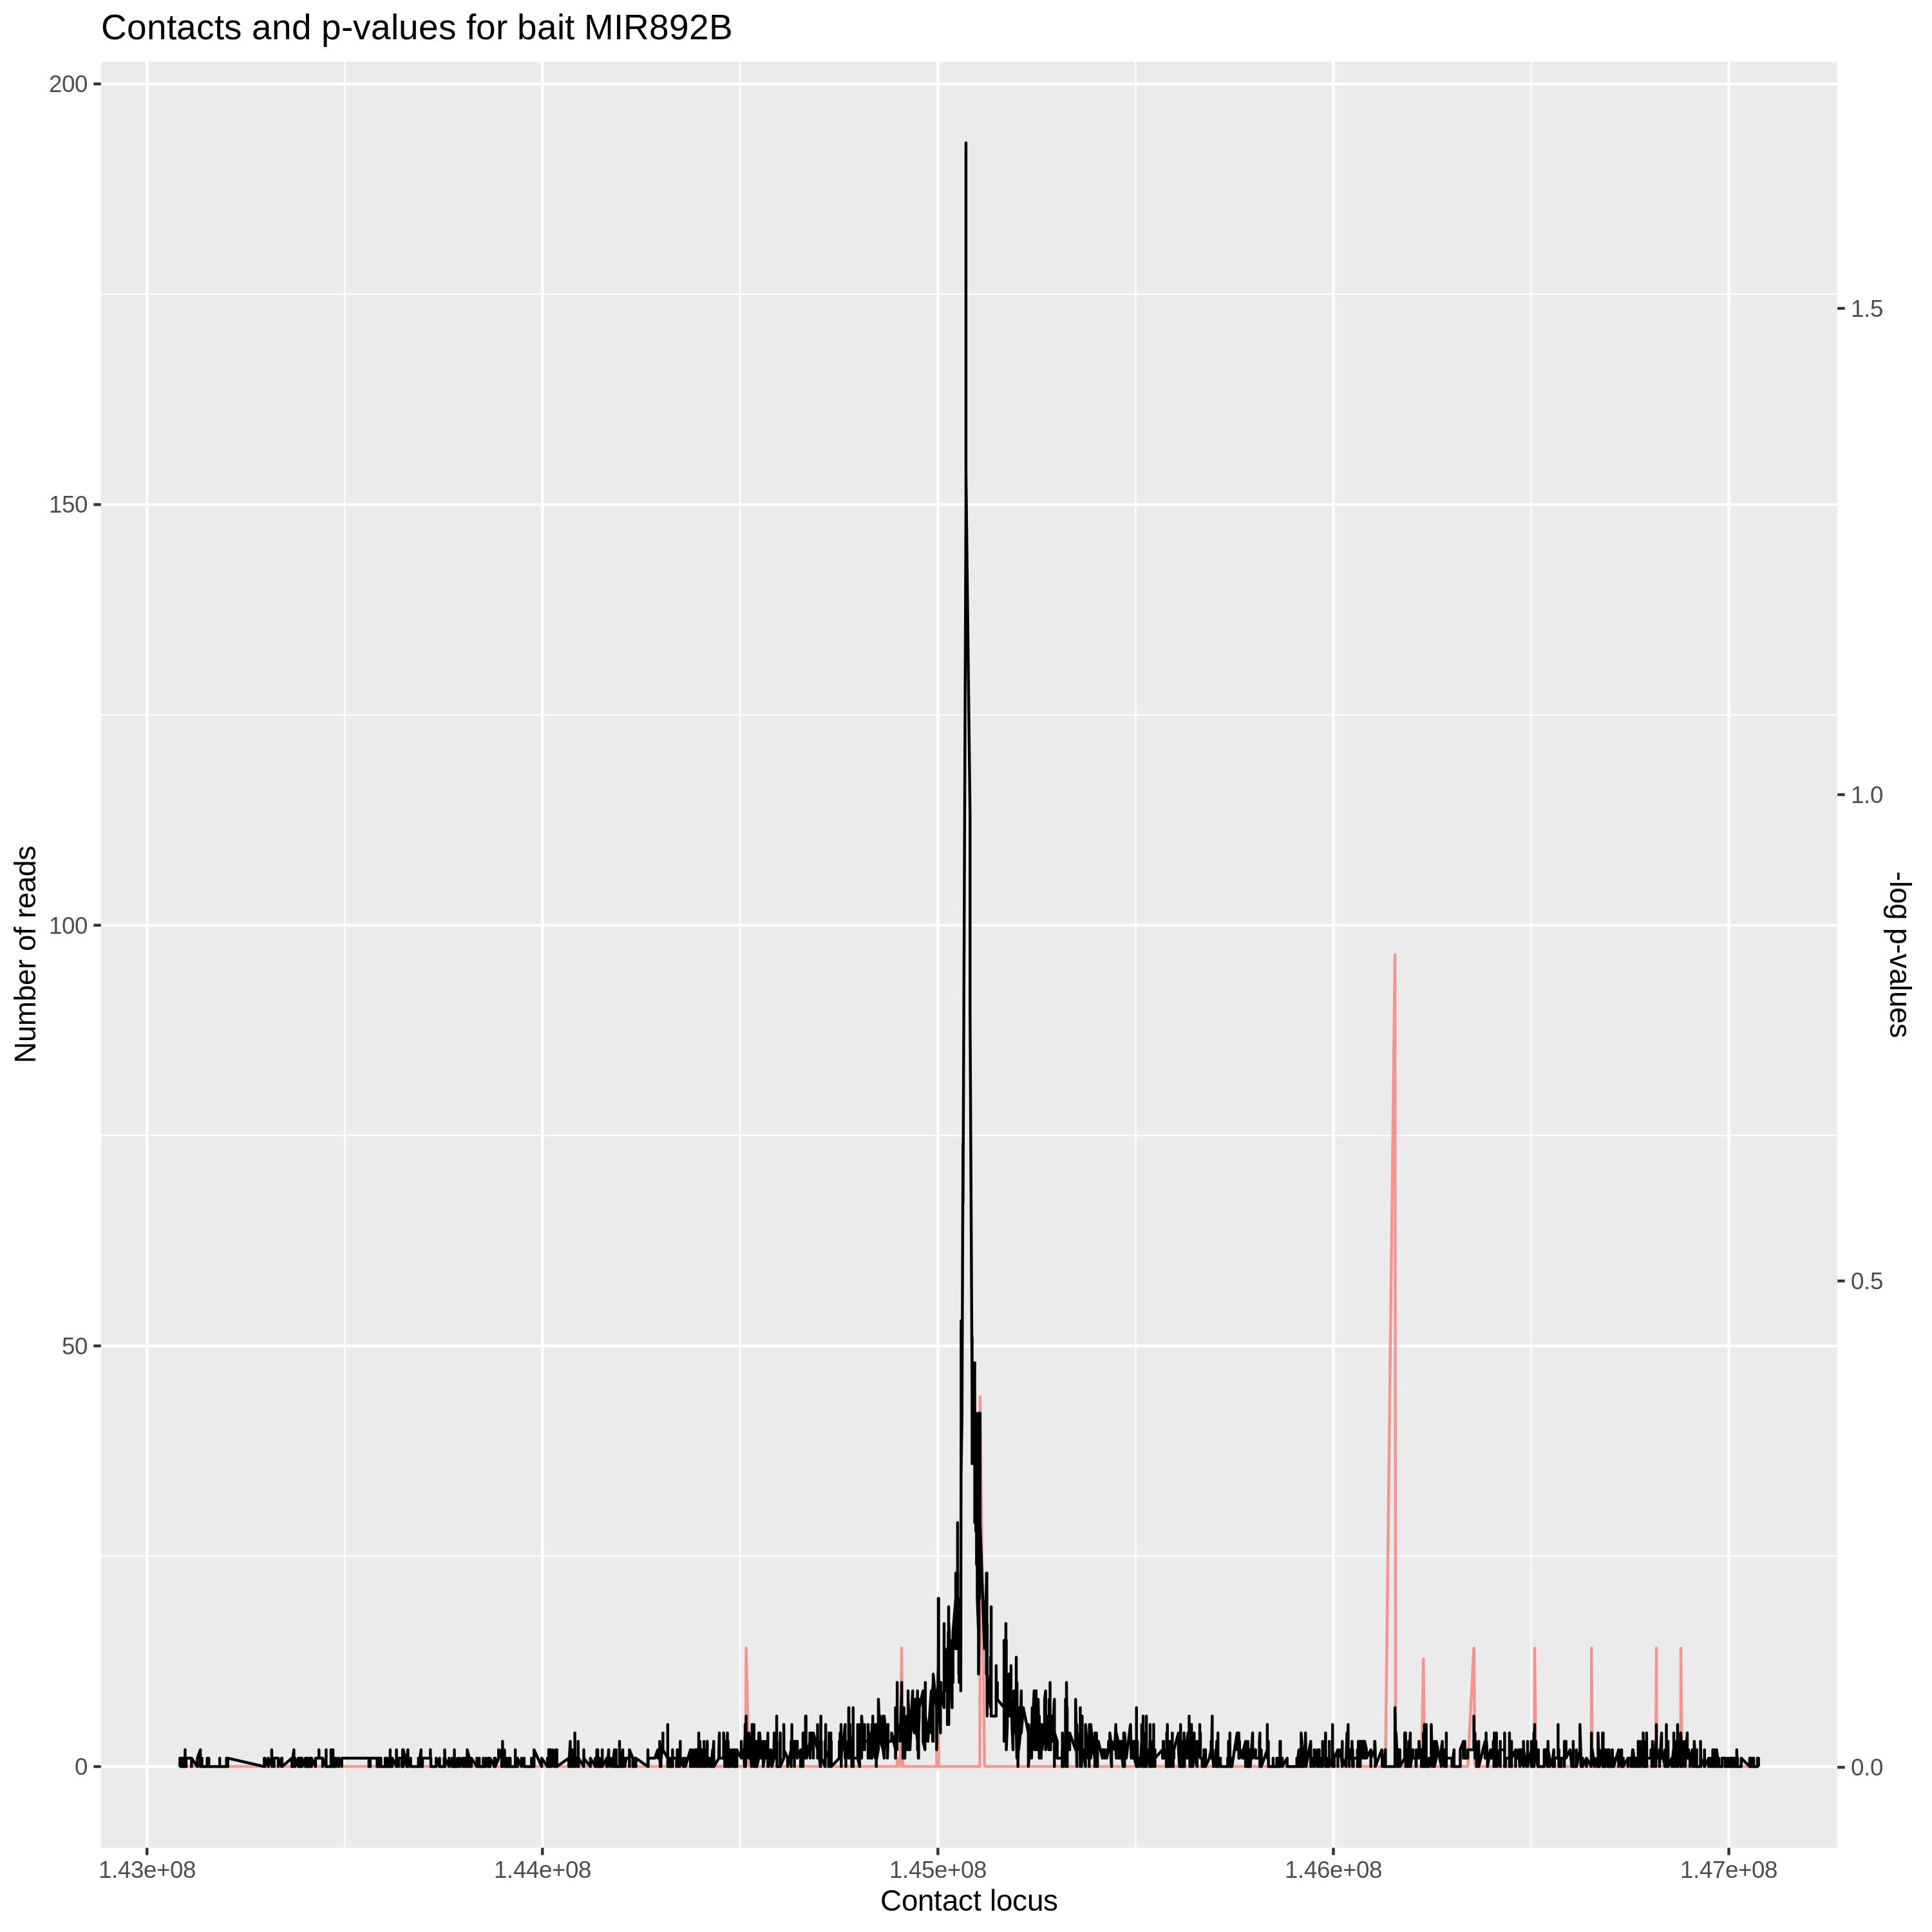 Contacts and p-values for bait MIR892B
200
150
100
50
0
Number of reads
1.5
1.0
0.5
0.0
-log p-values
1.43e+08
1.44e+08
1.45e+08
1.46e+08
1.47e+08
Contact locus